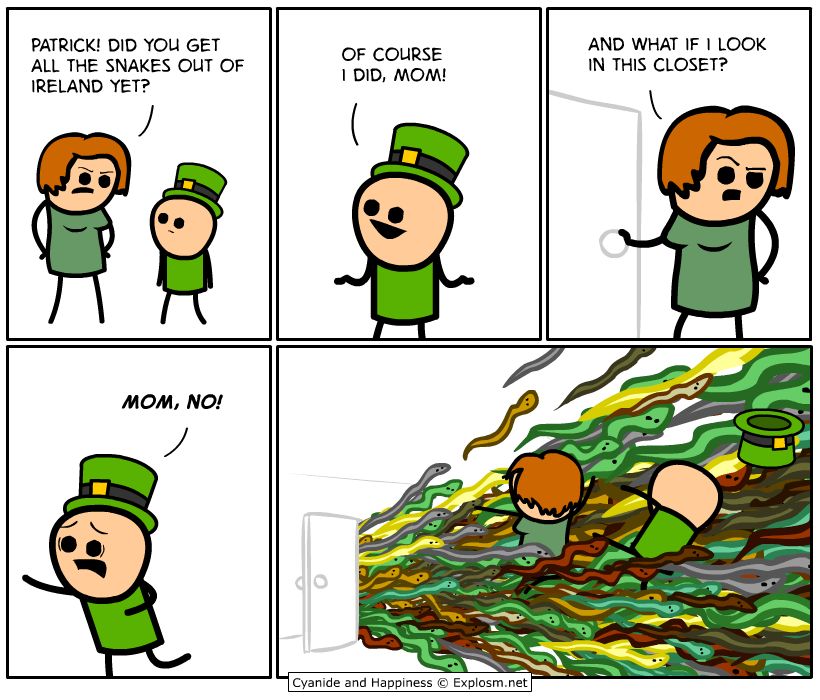 PATRICK! DID YOU GET
ALL THE SNAKES OUT OF
IRELAND YET?
OF COURSE
I DID, MOM!
AND WHAT IF I LOOK
IN THIS CLOSET?
MOM, NO!
Cyanide and Happiness © Explosm.net